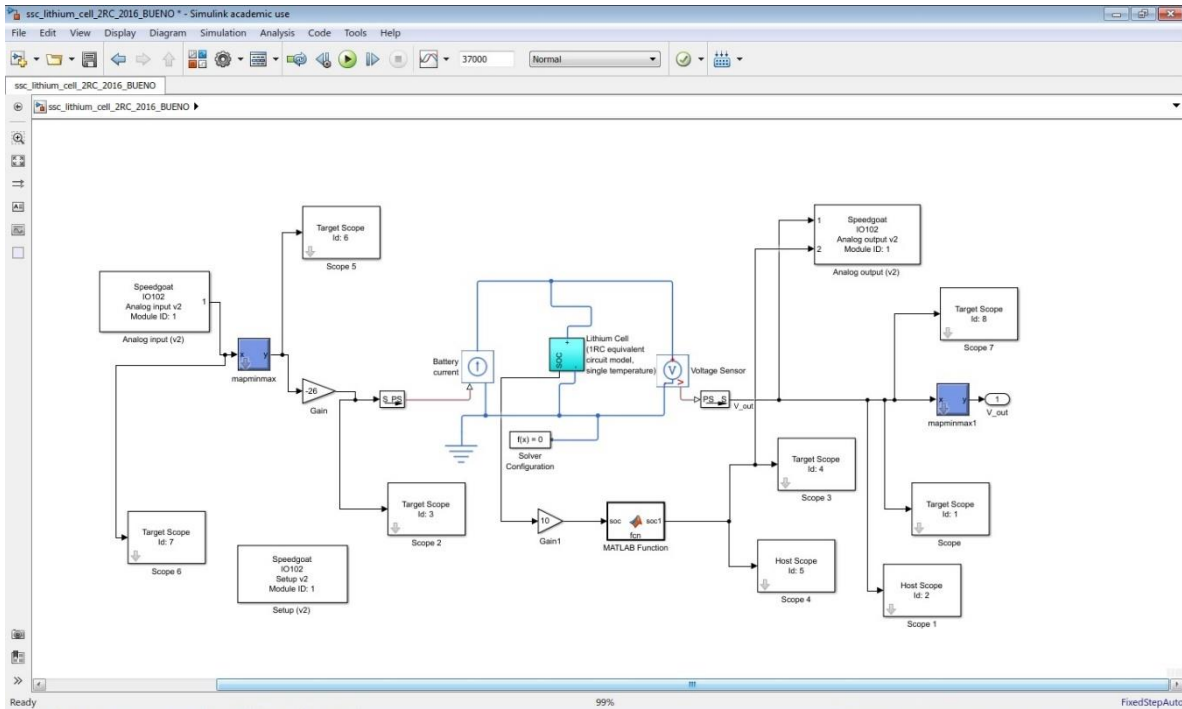 ssc_lithium_cell_2RC_2016_BUENO * - Simulink academic use
File Edit View Display Diagram Simulation Analysis Code Tools Help
37000
Normal
ssc_lithium_cell_2RC_2016_BUENO
ssc_lithium_cell_2RC_2016_BUENO
Target Scope
Id: 6
Scope 5
Speedgoat
IO102
Analog output v2
Module ID: 1
1
2
Analog output (v2)
Speedgoat
IO102
Analog input v2
Module ID: 1
1
Analog input (v2)
Target Scope
Id: 8
Scope 7
x y
mapminmax
-26
Gain
S PS
Battery
current
SOC
+
-
Lithium Cell
(1RC equivalent
circuit model,
single temperature)
V
Voltage Sensor
PS S
V_out
x y
mapminmax1
1
V_out
f(x) = 0
Solver
Configuration
Target Scope
Id: 4
Scope 3
Target Scope
Id: 3
Scope 2
Target Scope
Id: 1
Scope
10
Gain1
soc soc1
fcn
MATLAB Function
Target Scope
Id: 7
Scope 6
Speedgoat
IO102
Setup v2
Module ID: 1
Setup (v2)
Host Scope
Id: 5
Scope 4
Host Scope
Id: 2
Scope 1
Ready
99%
FixedStepAuto